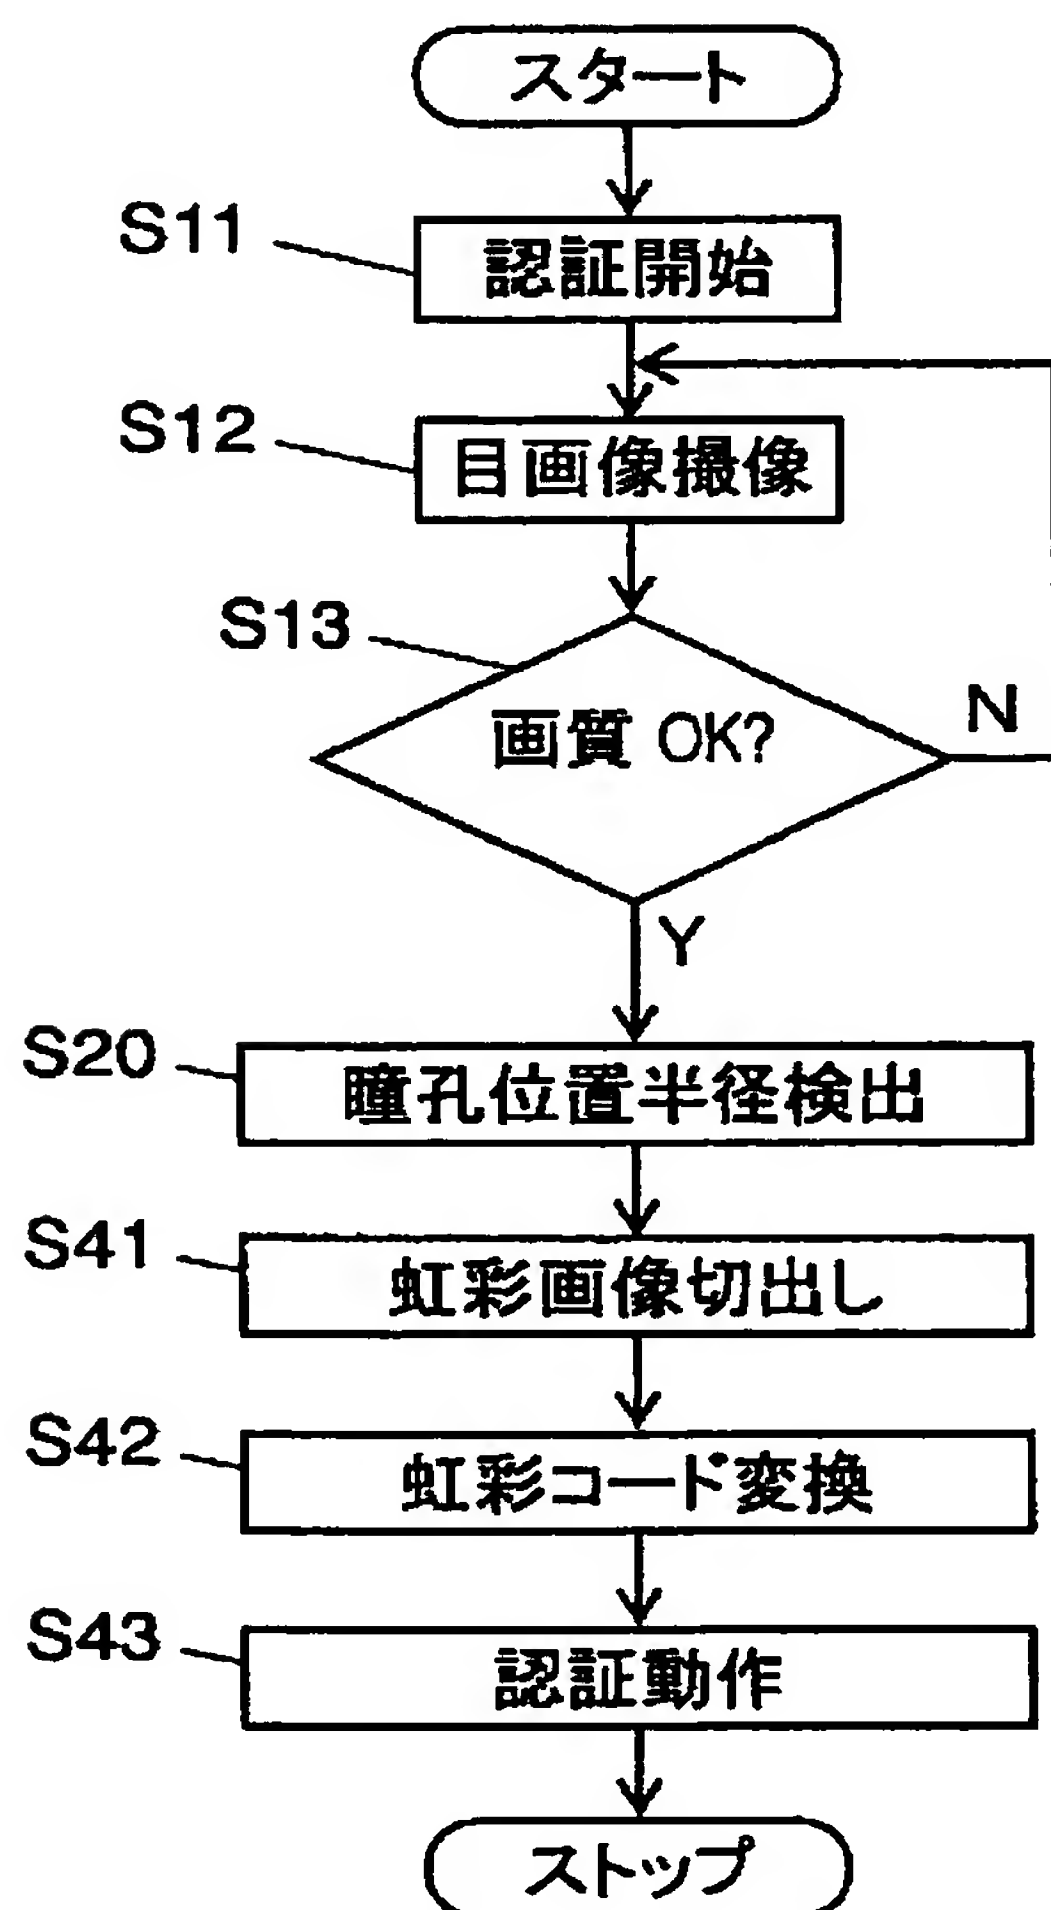 スタート
S11
認証開始
S12
目画像撮像
S13
画質 OK?
N
Y
S20
瞳孔位置半径検出
S41
虹彩画像切出し
S42
虹彩コード変換
S43
認証動作
ストップ